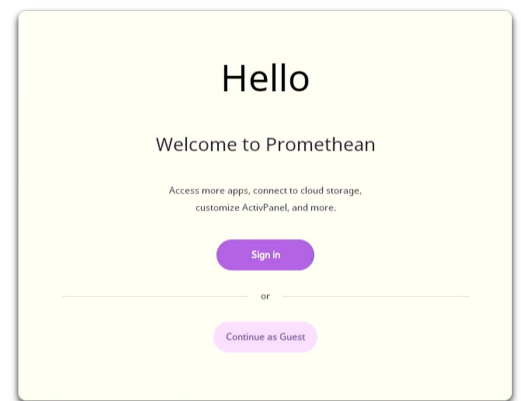 Hello
Welcome to Promethean
Access more apps, connect to cloud storage,
customize ActivPanel, and more.
Sign in
or
Continue as Guest